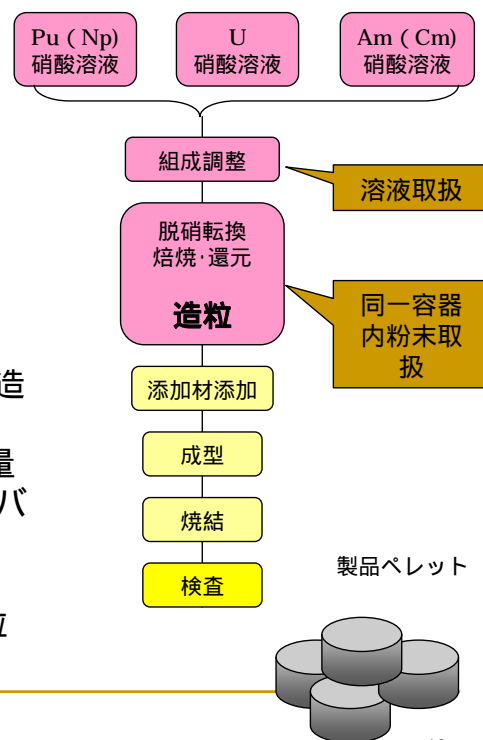 Pu ( Np)
硝酸溶液
U
硝酸溶液
Am ( Cm)
硝酸溶液
組成調整
溶液取扱
脱硝転換
焙焼･還元
造粒
同一容器
内粉末取
扱
造
添加材添加
量
バ
成型
焼結
検査
製品ペレット